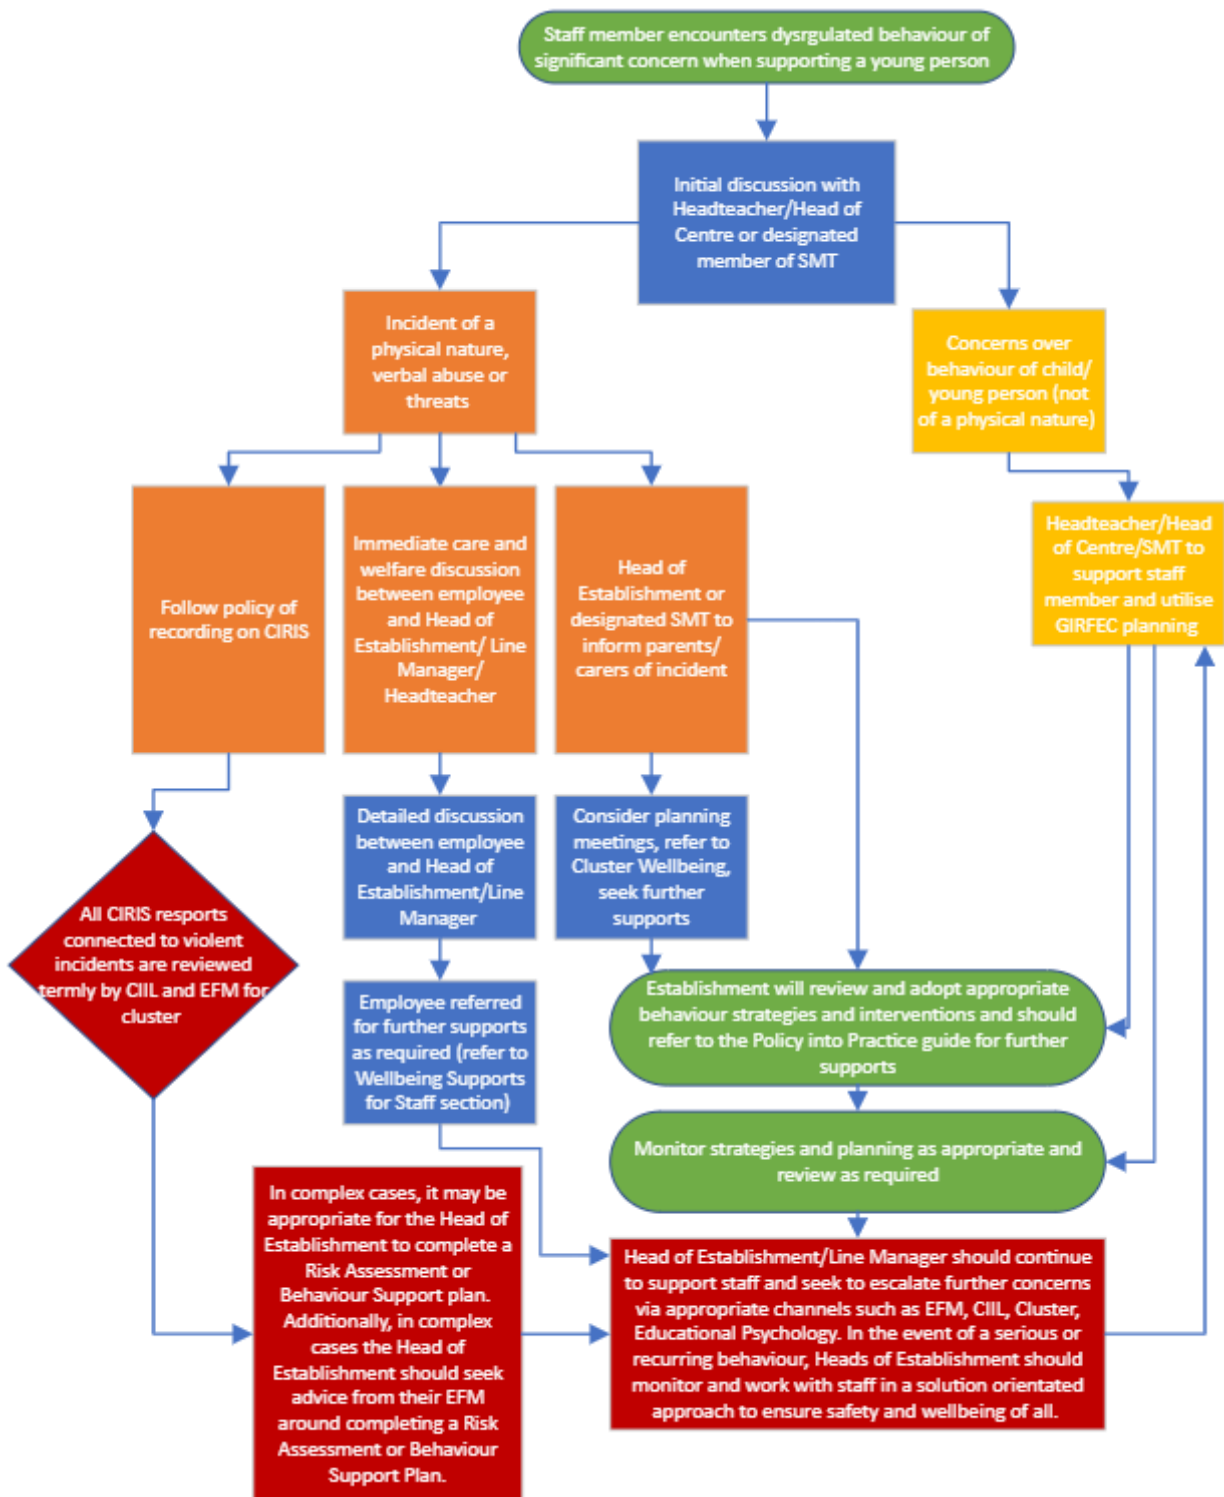 Staff member encounters dysrgulated behaviour of
significant concern when supporting a young person
Initial discussion with
Headteacher/Head of
Centre or designated
member of SMT
Incident of a
physical nature,
verbal abuse or
threats
Concerns over
behaviour of child/
young person (not
of a physical nature)
Follow policy of
recording on CIRIS
Immediate care and
welfare discussion
between employee
and Head of
Establishment/ Line
Manager/
Headteacher
Head of
Establishment or
designated SMT to
inform parents/
carers of incident
Headteacher/Head
of Centre/SMT to
support staff
member and utilise
GIRFEC planning
All CIRIS resports
connected to violent
incidents are reviewed
termly by CIIL and EFM for
cluster
Detailed discussion
between employee
and Head of
Establishment/Line
Manager
Consider planning
meetings, refer to
Cluster Wellbeing,
seek further
supports
Employee referred
for further supports
as required (refer to
Wellbeing Supports
for Staff section)
Establishment will review and adopt appropriate
behaviour strategies and interventions and should
refer to the Policy into Practice guide for further
supports
Monitor strategies and planning as appropriate and
review as required
In complex cases, it may be
appropriate for the Head of
Establishment to complete a
Risk Assessment or
Behaviour Support plan.
Additionally, in complex
cases the Head of
Establishment should seek
advice from their EFM
around completing a Risk
Assessment or Behaviour
Support Plan.
Head of Establishment/Line Manager should continue
to support staff and seek to escalate further concerns
via appropriate channels such as EFM, CIIL, Cluster,
Educational Psychology. In the event of a serious or
recurring behaviour, Heads of Establishment should
monitor and work with staff in a solution orientated
approach to ensure safety and wellbeing of all.